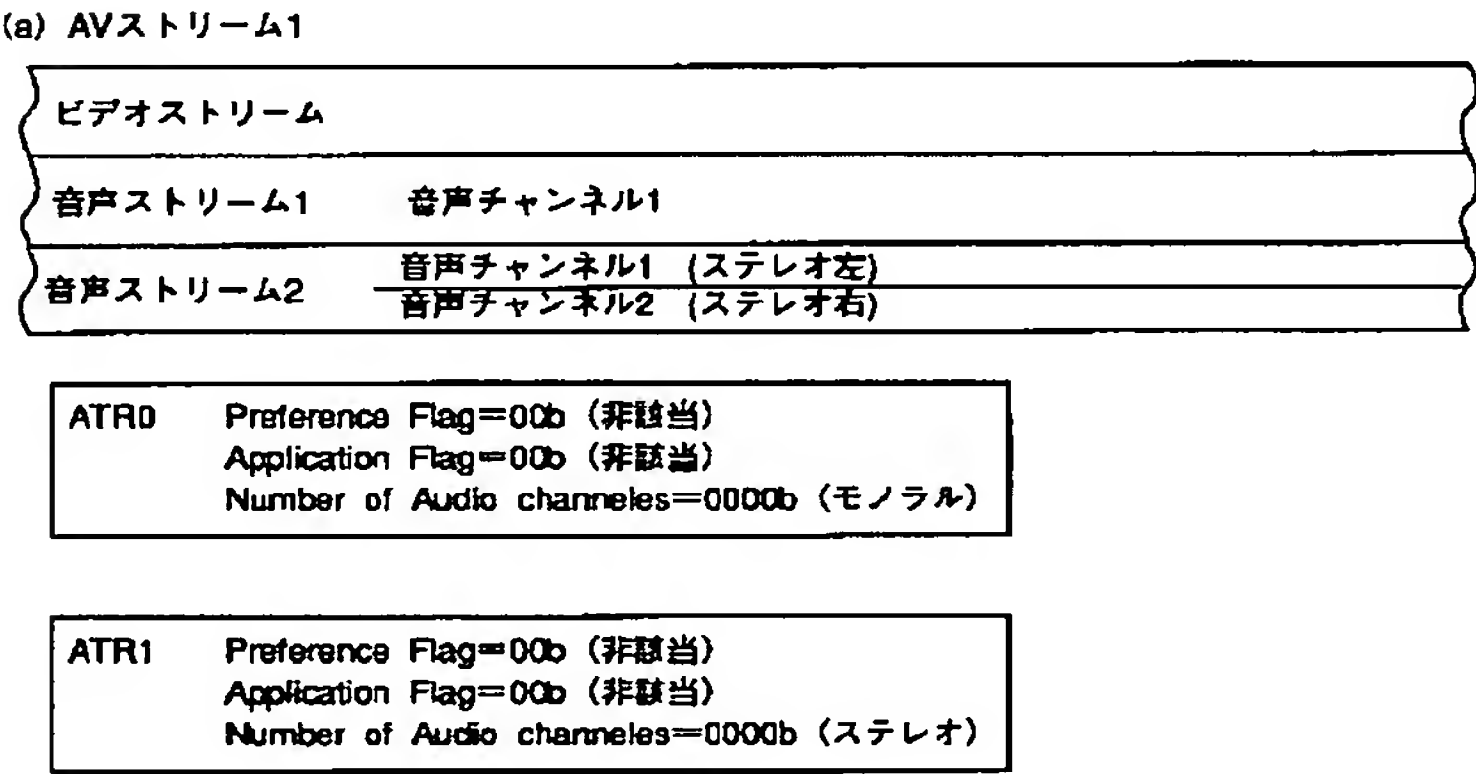 (a) AVストリーム1
ビデオストリーム
音声ストリーム1 音声チャンネル1
音声ストリーム2
音声チャンネル1 (ステレオ左)
音声チャンネル2 (ステレオ右)
ATR0 Preference Flag=00b (非該当)
Application Flag=00b (非該当)
Number of Audio channeles=0000b (モノラル)
ATR1 Preference Flag=00b (非該当)
Application Flag=00b (非該当)
Number of Audio channeles=0000b (ステレオ)